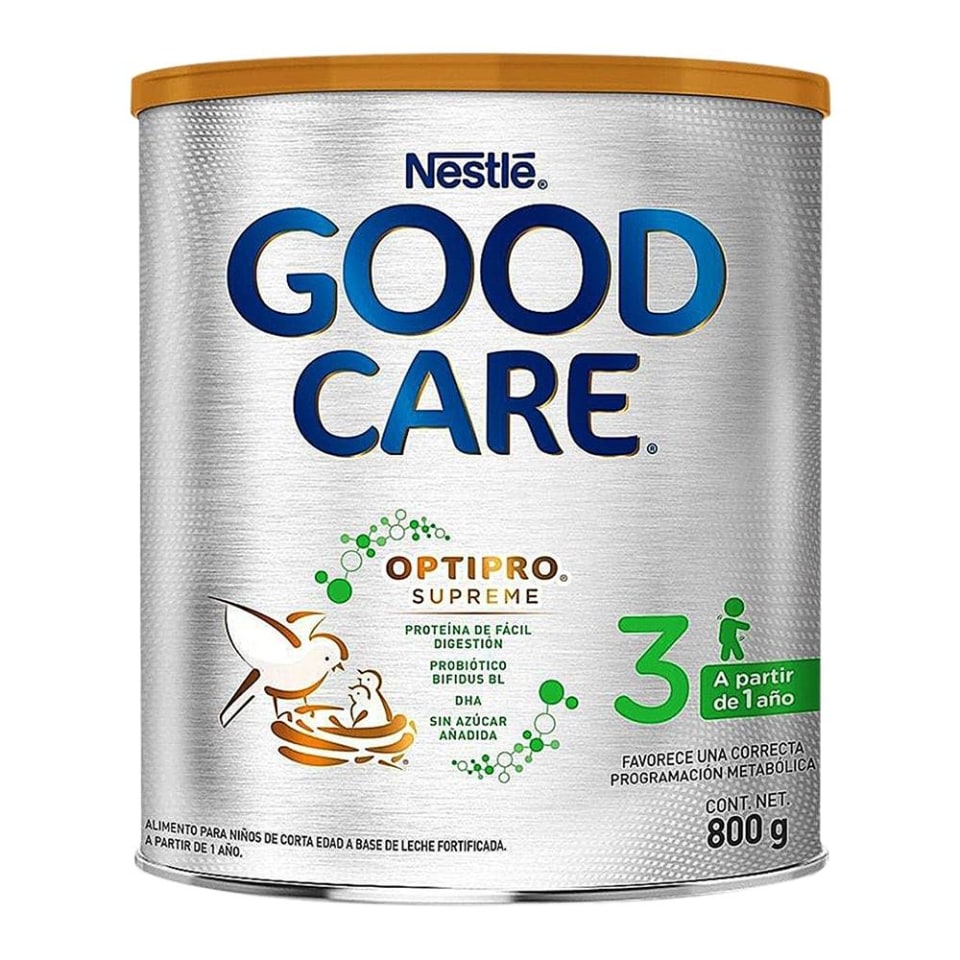 Nestlé®
GOOD
CARE®
OPTIPRO®
SUPREME
PROTEÍNA DE FÁCIL
DIGESTIÓN
PROBIÓTICO
BIFIDUS BL
DHA
SIN AZÚCAR
AÑADIDA
3
A partir
de 1 año
FAVORECE UNA CORRECTA
PROGRAMACIÓN METABÓLICA
CONT. NET.
800 g
ALIMENTO PARA NIÑOS DE CORTA EDAD A BASE DE LECHE FORTIFICADA.
A PARTIR DE 1 AÑO.